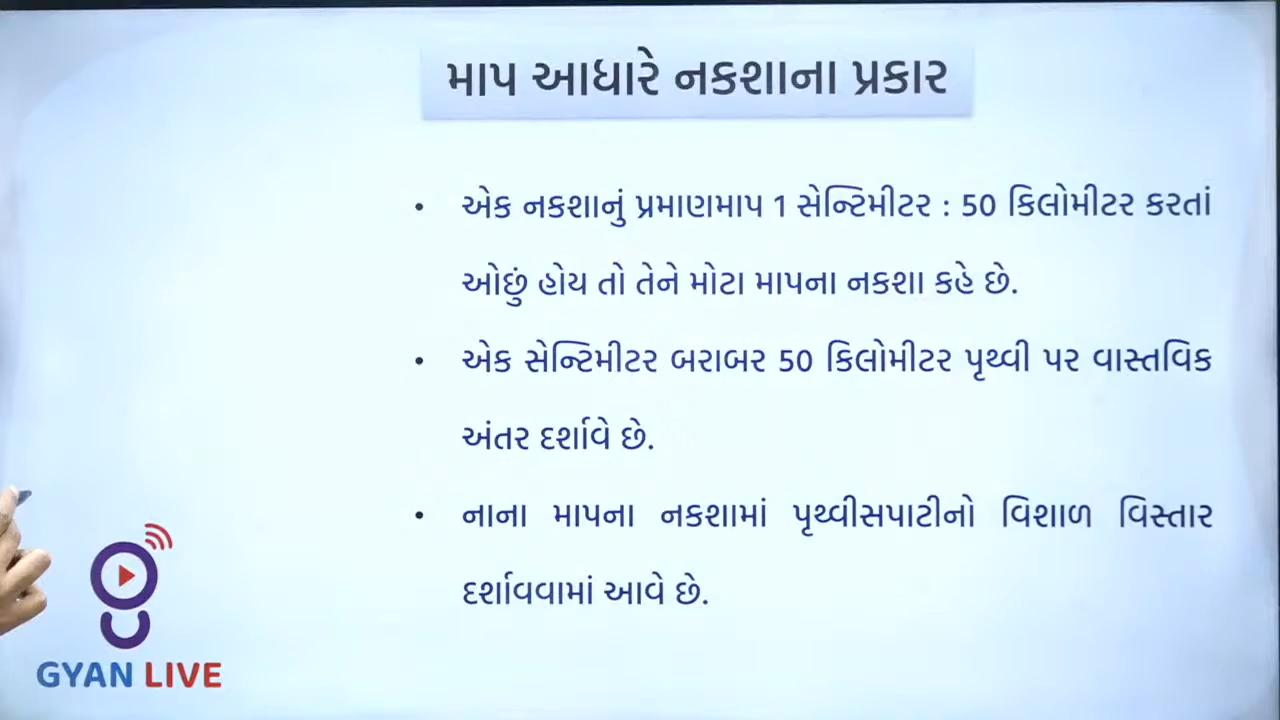 માપ આધારે નકશાના પ્રકાર
• એક નકશાનું પ્રમાણમાપ 1 સેન્ટિમીટર : 50 કિલોમીટર કરતાં
ઓછું હોય તો તેને મોટા માપના નકશા કહે છે.
• એક સેન્ટિમીટર બરાબર 50 કિલોમીટર પૃથ્વી પર વાસ્તવિક
અંતર દર્શાવે છે.
• નાના માપના નકશામાં પૃથ્વીસપાટીનો વિશાળ વિસ્તાર
દર્શાવવામાં આવે છે.
GYAN LIVE